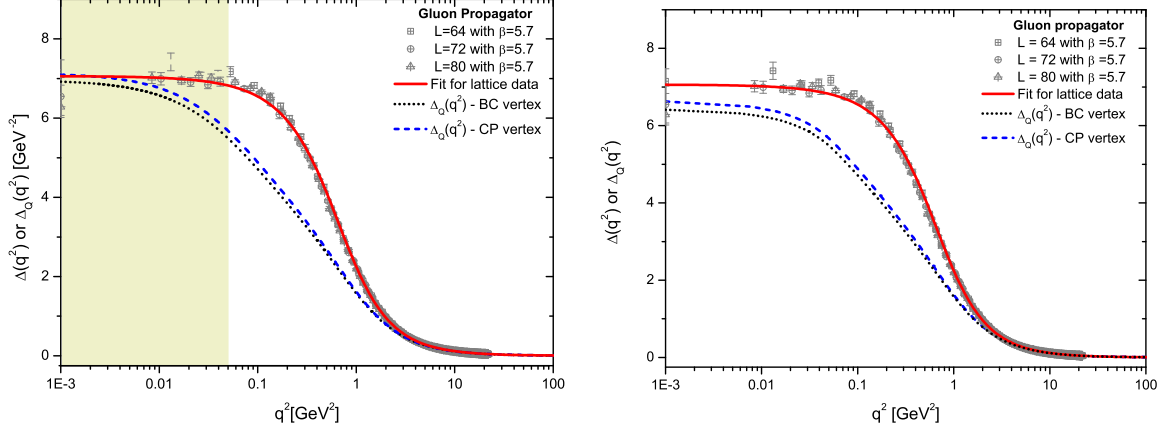 Gluon Propagator
L=64 with β=5.7
L=72 with β=5.7
L=80 with β=5.7
Fit for lattice data
Δ_Q(q²) - BC vertex
Δ_Q(q²) - CP vertex
Δ(q²) or Δ_Q(q²) [GeV⁻²]
8
6
4
2
0
1E-3 0.01 0.1 1 10 100
q²[GeV²]
Gluon propagator
L = 64 with β =5.7
L = 72 with β =5.7
L = 80 with β =5.7
Fit for lattice data
Δ_Q(q²) - BC vertex
Δ_Q(q²) - CP vertex
Δ(q²) or Δ_Q(q²)
8
6
4
2
0
1E-3 0.01 0.1 1 10 100
q² [GeV²]